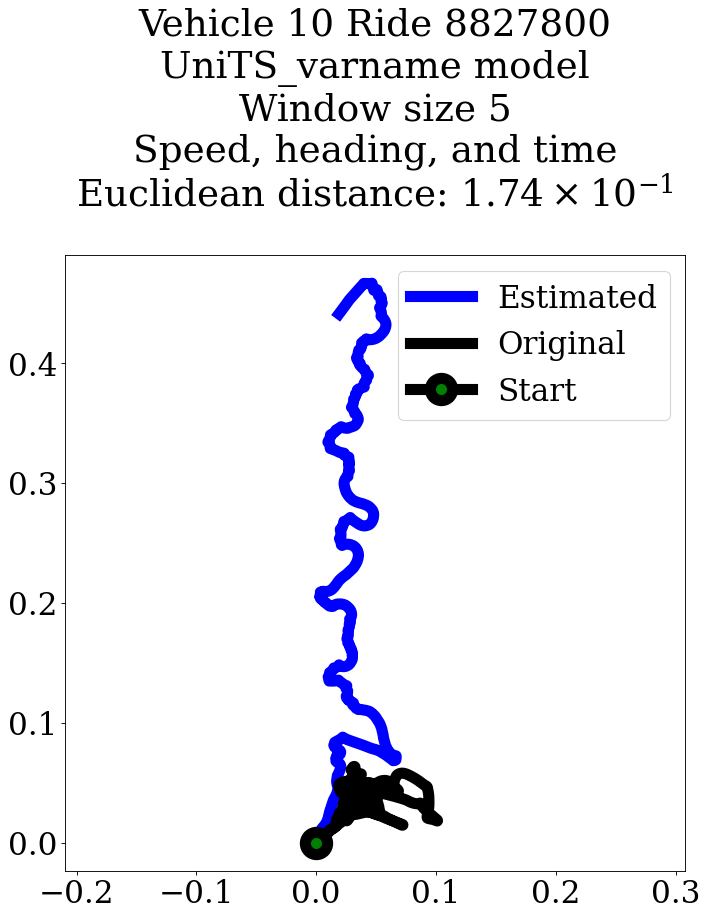 Vehicle 10 Ride 8827800
UniTS_varname model
Window size 5
Speed, heading, and time
Euclidean distance: 1.74 × 10⁻¹
Estimated
Original
Start
0.4
0.3
0.2
0.1
0.0
−0.2 −0.1 0.0 0.1 0.2 0.3